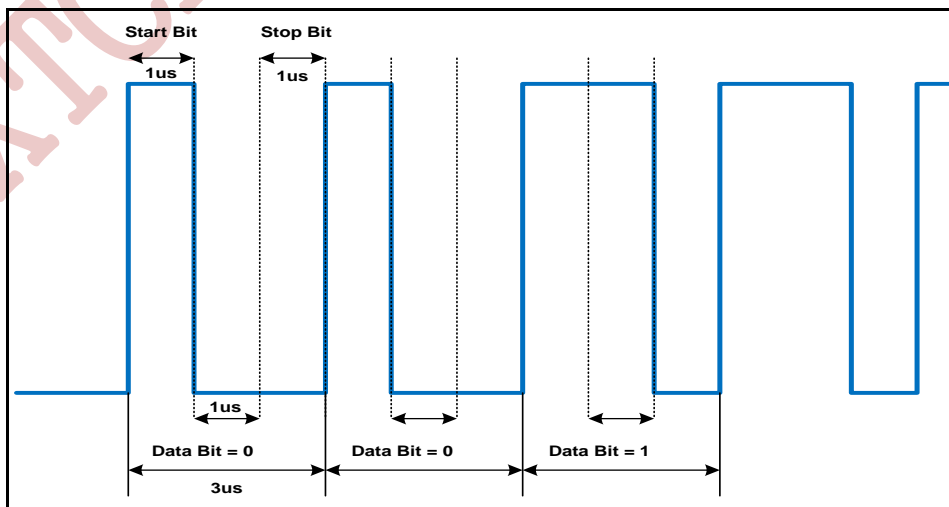 Start Bit
Stop Bit
1us
1us
1us
Data Bit = 0
Data Bit = 0
Data Bit = 1
3us